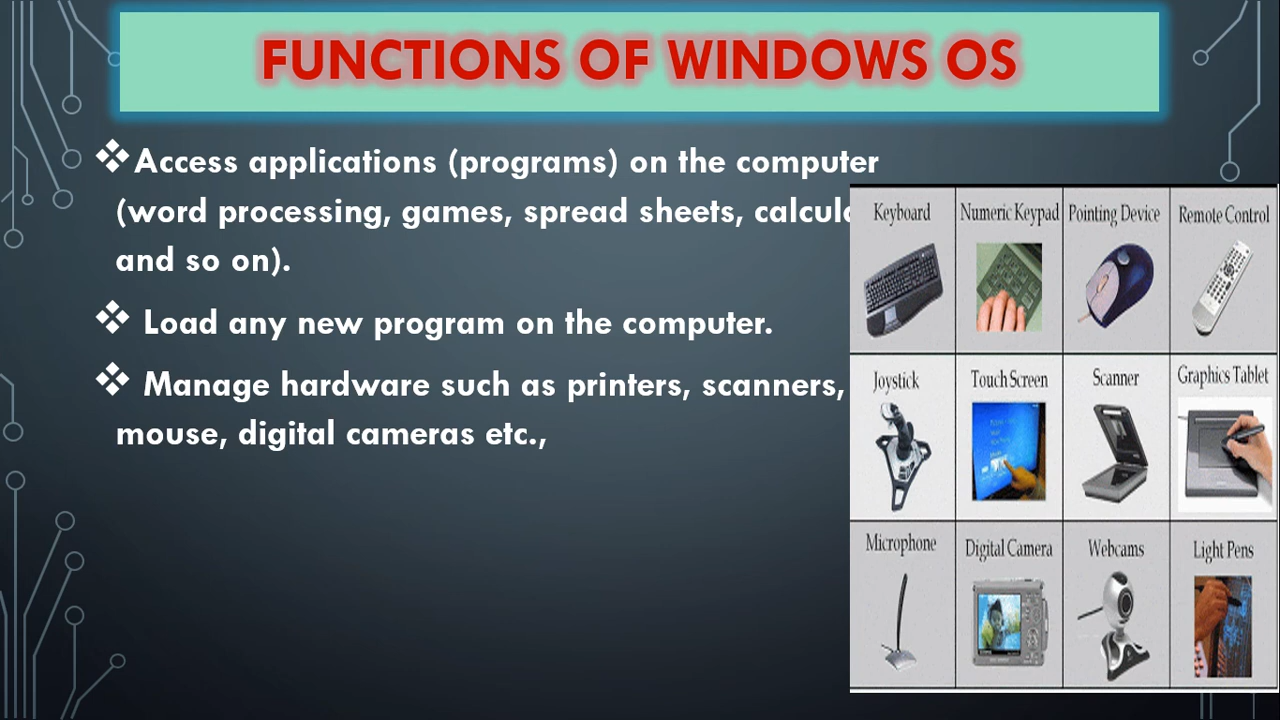 FUNCTIONS OF WINDOWS OS
❖Access applications (programs) on the computer
(word processing, games, spread sheets,
and so on).
❖ Load any new program on the computer.
❖ Manage hardware such as printers, scanners,
mouse, digital cameras etc.,
Keyboard Numeric Keypad Pointing Device Remote Control
Joystick Touch Screen Scanner Graphics Tablet
Microphone Digital Camera Webcams Light Pens